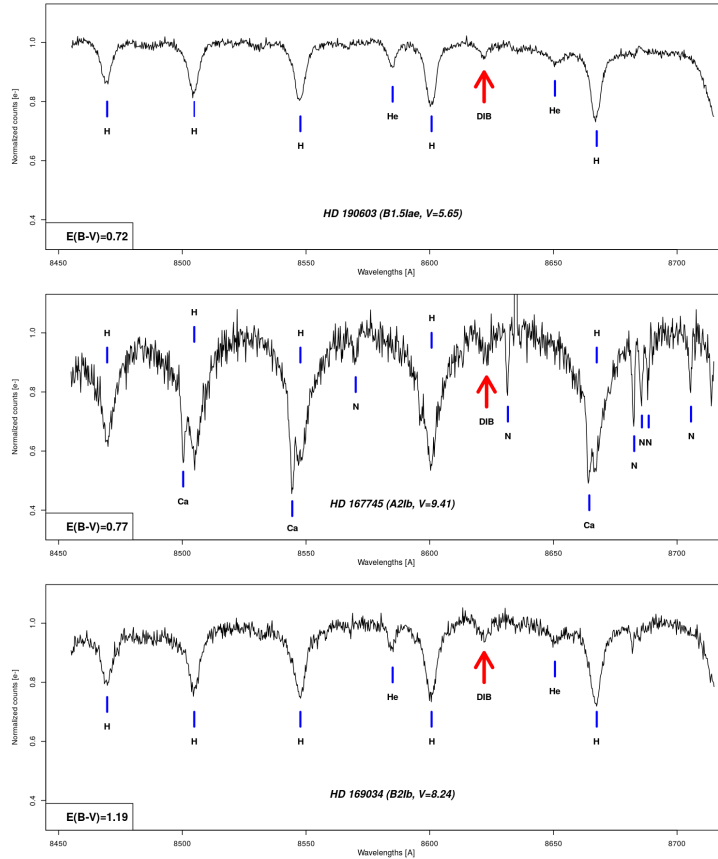 1.0
0.8
0.6
0.4
Normalized counts [e-]
H
H
H
He
H
DIB
He
H
HD 190603 (B1.5Iae, V=5.65)
E(B-V)=0.72
8450 8500 8550 8600 8650 8700
Wavelengths [A]
1.0
0.8
0.6
0.4
Normalized counts [e-]
H
H
H
H
H
N
DIB
N
N N
N
N
Ca
Ca
Ca
HD 167745 (A2Ib, V=9.41)
E(B-V)=0.77
8450 8500 8550 8600 8650 8700
Wavelengths [A]
1.0
0.8
0.6
0.4
Normalized counts [e-]
He
DIB
He
H
H
H
H
H
HD 169034 (B2Ib, V=8.24)
E(B-V)=1.19
8450 8500 8550 8600 8650 8700
Wavelengths [A]